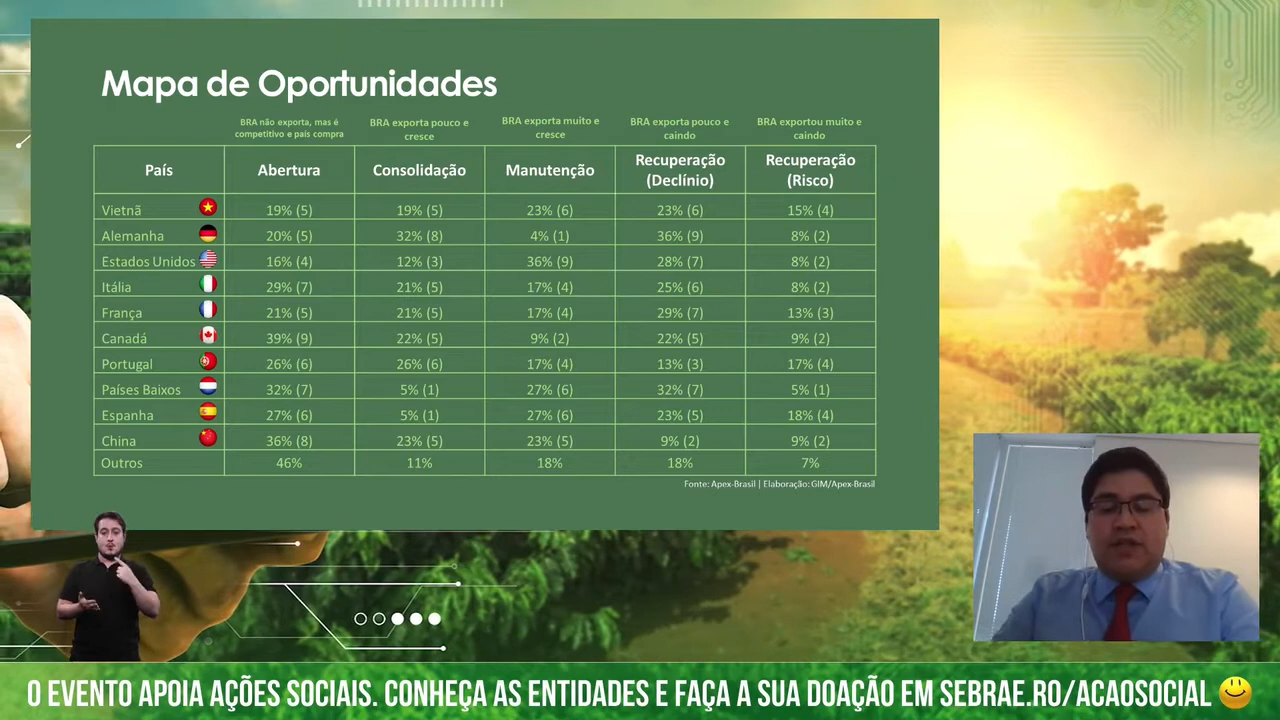 Mapa de Oportunidades
BRA não exporta, mas é competitivo e país compra
BRA exporta pouco e cresce
BRA exporta muito e cresce
BRA exporta pouco e caindo
BRA exportou muito e caindo
País Abertura Consolidação Manutenção Recuperação (Declínio) Recuperação (Risco)
Vietnã 19% (5) 19% (5) 23% (6) 23% (6) 15% (4)
Alemanha 20% (5) 32% (8) 4% (1) 36% (9) 8% (2)
Estados Unidos 16% (4) 12% (3) 36% (9) 28% (7) 8% (2)
Itália 29% (7) 21% (5) 17% (4) 25% (6) 8% (2)
França 21% (5) 21% (5) 17% (4) 29% (7) 13% (3)
Canadá 39% (9) 22% (5) 9% (2) 22% (5) 9% (2)
Portugal 26% (6) 26% (6) 17% (4) 13% (3) 17% (4)
Países Baixos 32% (7) 5% (1) 27% (6) 32% (7) 5% (1)
Espanha 27% (6) 5% (1) 27% (6) 23% (5) 18% (4)
China 36% (8) 23% (5) 23% (5) 9% (2) 9% (2)
Outros 46% 11% 18% 18% 7%
Fonte: Apex-Brasil | Elaboração: GIM/Apex-Brasil
O EVENTO APOIA AÇÕES SOCIAIS. CONHEÇA AS ENTIDADES E FAÇA A SUA DOAÇÃO EM SEBRAE.RO/ACAOSOCIAL